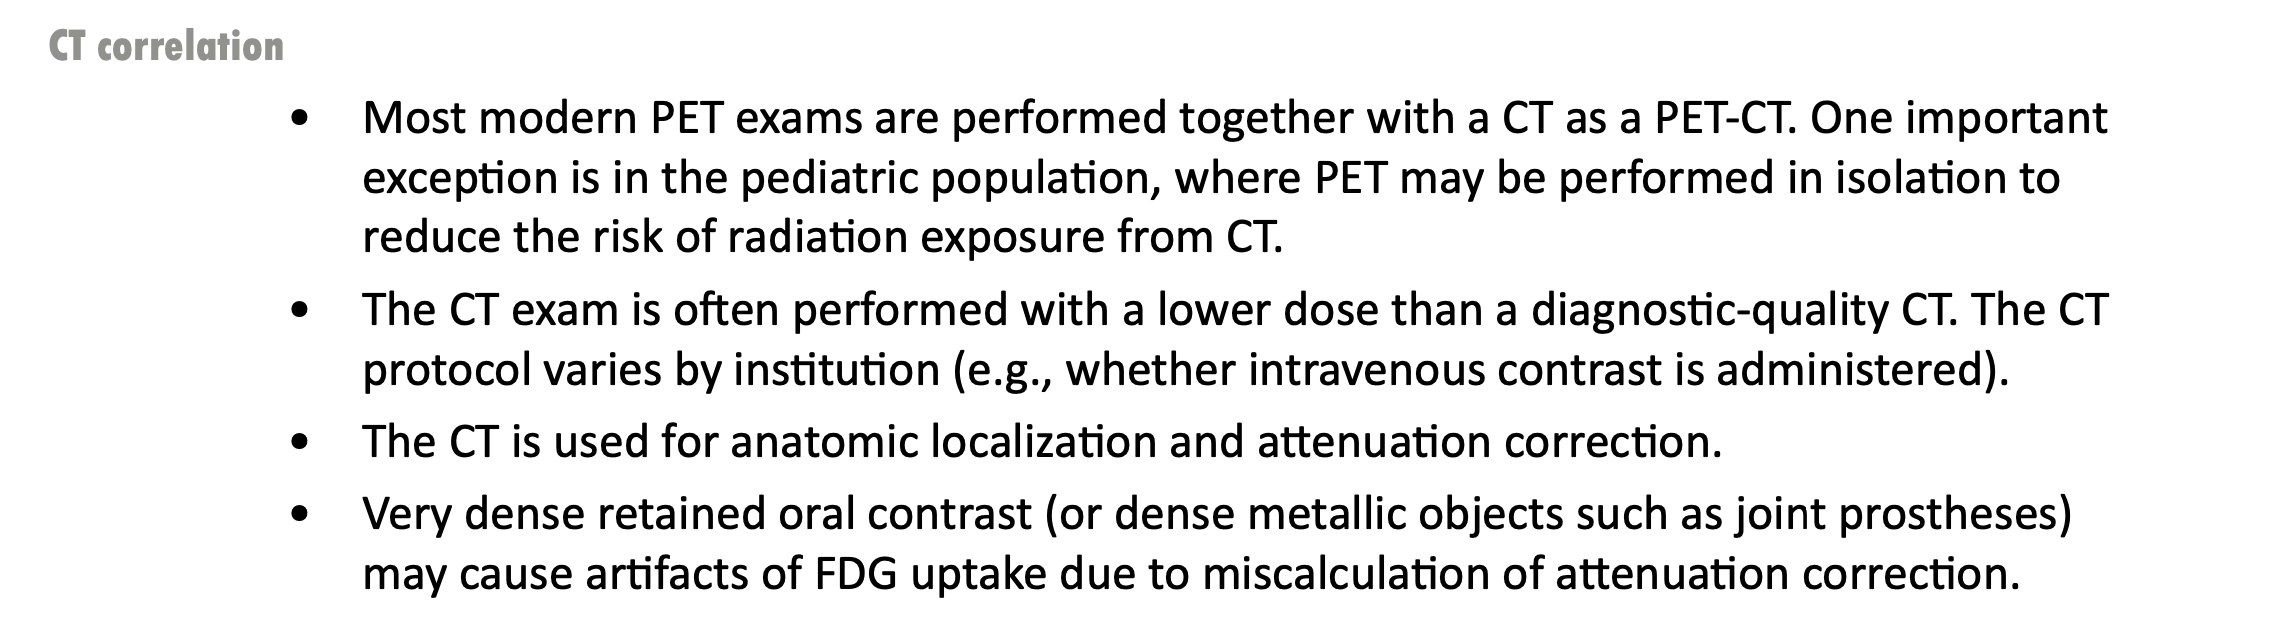 CT correlation
• Most modern PET exams are performed together with a CT as a PET-CT. One important
exception is in the pediatric population, where PET may be performed in isolation to
reduce the risk of radiation exposure from CT.
• The CT exam is often performed with a lower dose than a diagnostic-quality CT. The CT
protocol varies by institution (e.g., whether intravenous contrast is administered).
• The CT is used for anatomic localization and attenuation correction.
• Very dense retained oral contrast (or dense metallic objects such as joint prostheses)
may cause artifacts of FDG uptake due to miscalculation of attenuation correction.